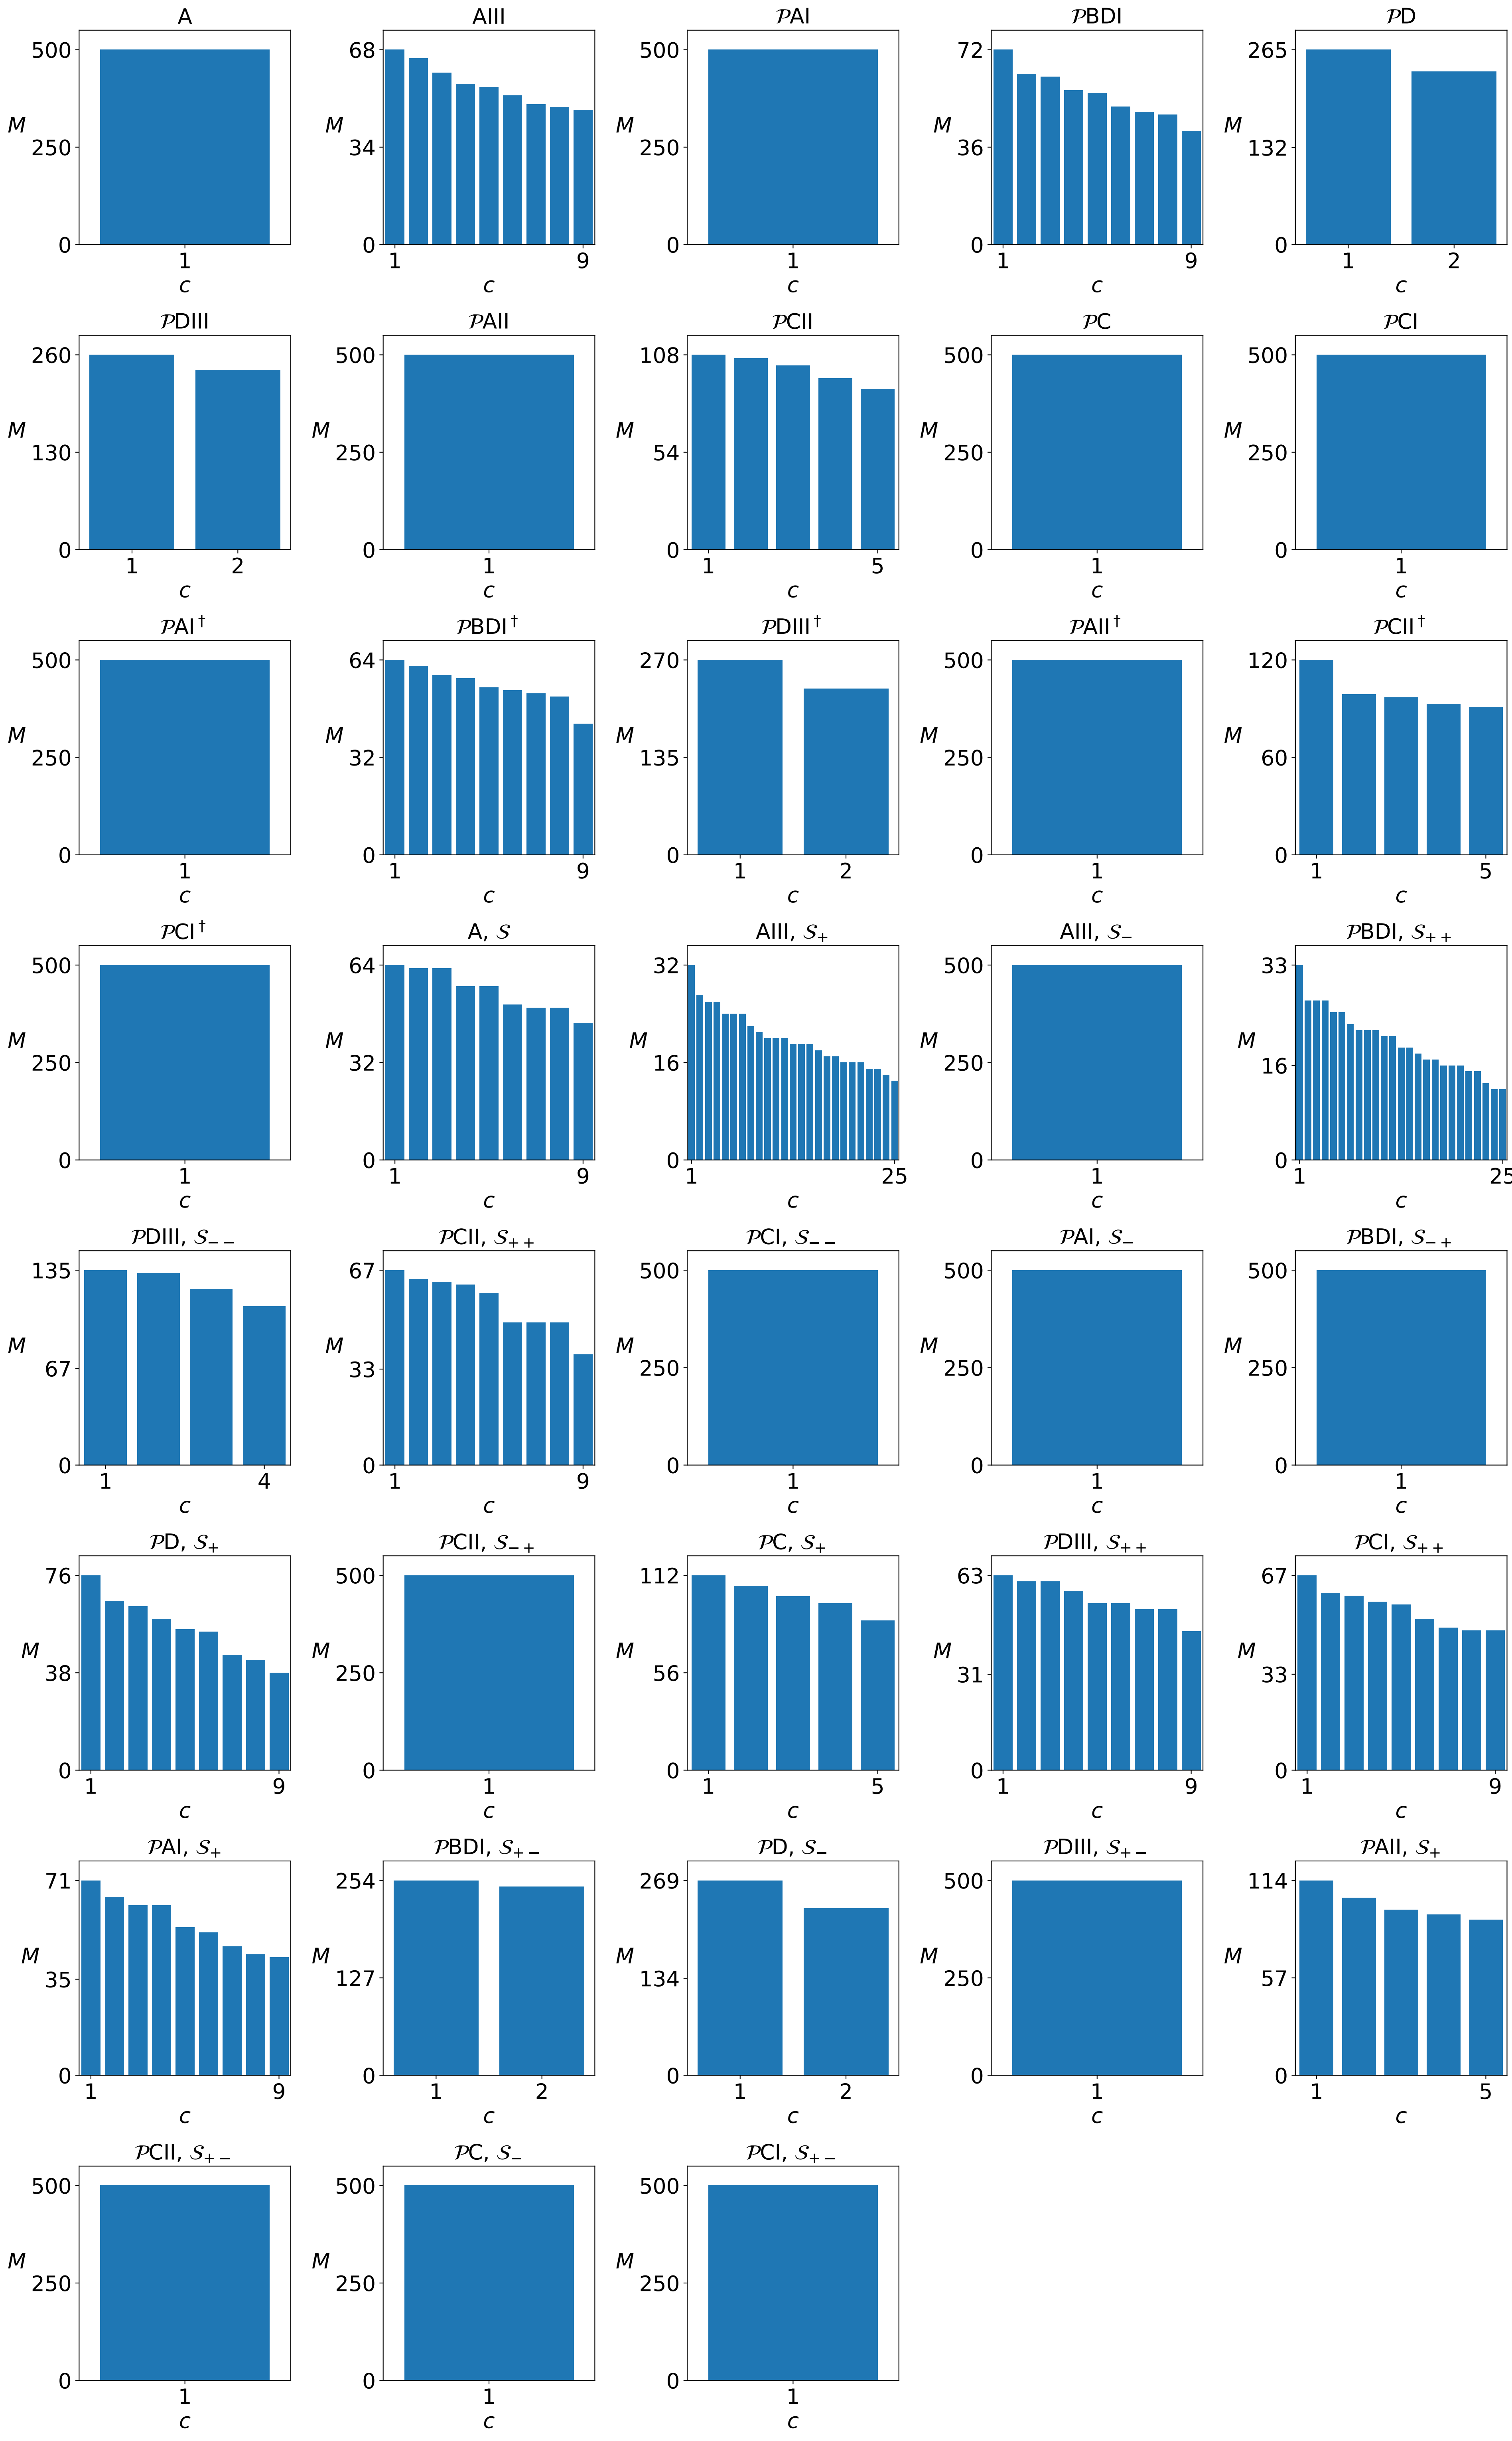 A AIII 𝒫AI 𝒫BDI 𝒫D
500 68 500 72 265
M M M M M
250 34 250 36 132
0 0 0 0 0
1 1 9 1 1 9 1 2
c c c c c
𝒫DIII 𝒫AII 𝒫CII 𝒫C 𝒫CI
260 500 108 500 500
M M M M M
130 250 54 250 250
0 0 0 0 0
1 2 1 1 5 1 1
c c c c c
𝒫AI† 𝒫BDI† 𝒫DIII† 𝒫AII† 𝒫CII†
500 64 270 500 120
M M M M M
250 32 135 250 60
0 0 0 0 0
1 1 9 1 2 1 1 5
c c c c c
𝒫CI† A, 𝒮 AIII, 𝒮₊ AIII, 𝒮₋ 𝒫BDI, 𝒮₊₊
500 64 32 500 33
M M M M M
250 32 16 250 16
0 0 0 0 0
1 1 9 1 25 1 1 25
c c c c c
𝒫DIII, 𝒮₋₋ 𝒫CII, 𝒮₊₊ 𝒫CI, 𝒮₋₋ 𝒫AI, 𝒮₋ 𝒫BDI, 𝒮₋₊
135 67 500 500 500
M M M M M
67 33 250 250 250
0 0 0 0 0
1 4 1 9 1 1 1
c c c c c
𝒫D, 𝒮₊ 𝒫CII, 𝒮₋₊ 𝒫C, 𝒮₊ 𝒫DIII, 𝒮₊₊ 𝒫CI, 𝒮₊₊
76 500 112 63 67
M M M M M
38 250 56 31 33
0 0 0 0 0
1 9 1 1 5 1 9 1 9
c c c c c
𝒫AI, 𝒮₊ 𝒫BDI, 𝒮₊₋ 𝒫D, 𝒮₋ 𝒫DIII, 𝒮₊₋ 𝒫AII, 𝒮₊
71 254 269 500 114
M M M M M
35 127 134 250 57
0 0 0 0 0
1 9 1 2 1 2 1 1 5
c c c c c
𝒫CII, 𝒮₊₋ 𝒫C, 𝒮₋ 𝒫CI, 𝒮₊₋
500 500 500
M M M
250 250 250
0 0 0
1 1 1
c c c